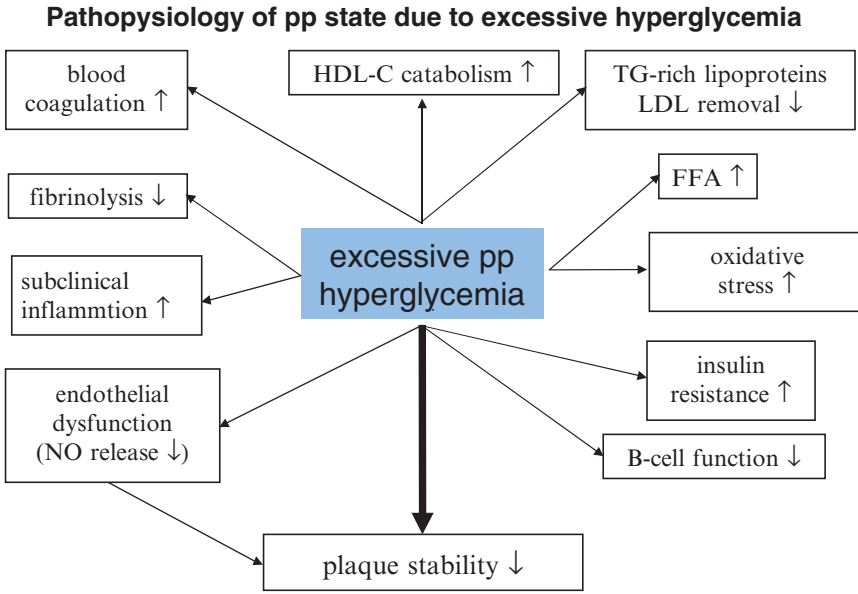 Pathopysiology of pp state due to excessive hyperglycemia
blood
coagulation ↑
HDL-C catabolism ↑
TG-rich lipoproteins
LDL removal ↓
fibrinolysis ↓
FFA ↑
subclinical
inflammtion ↑
excessive pp
hyperglycemia
oxidative
stress ↑
endothelial
dysfunction
(NO release ↓)
insulin
resistance ↑
B-cell function ↓
plaque stability ↓